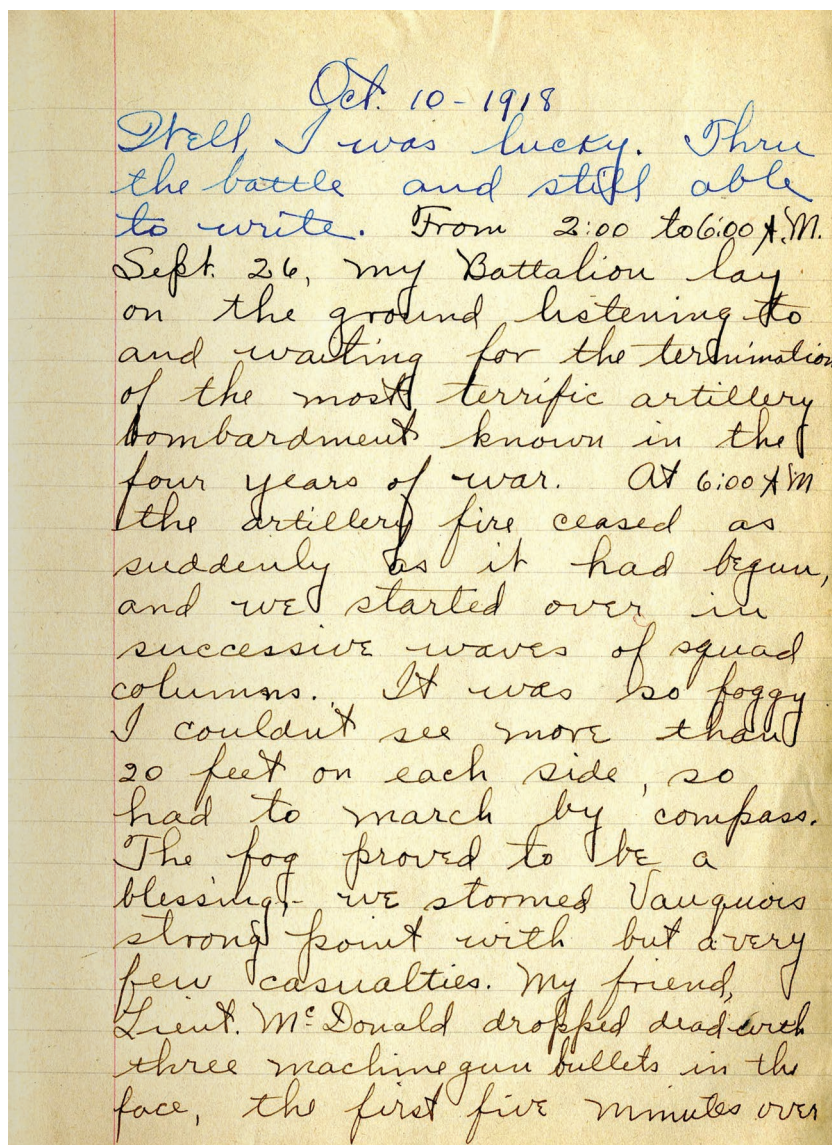 Oct. 10 - 1918
Well, I was lucky. Thru
the battle and still able
to write. From 2:00 to 6:00 A.M.
Sept. 26, my Battalion lay
on the ground listening to
and waiting for the termination
of the most terrific artillery
bombardment known in the
four years of war. At 6:00 AM
the artillery fire ceased as
suddenly as it had begun,
and we started over in
successive waves of squad
columns. It was so foggy
I couldn't see more than
20 feet on each side, so
had to march by compass.
The fog proved to be a
blessing,- we stormed Vauquois
strong point with but a very
few casualties. My friend,
Lieut. McDonald dropped dead with
three machine gun bullets in the
face, the first five minutes over